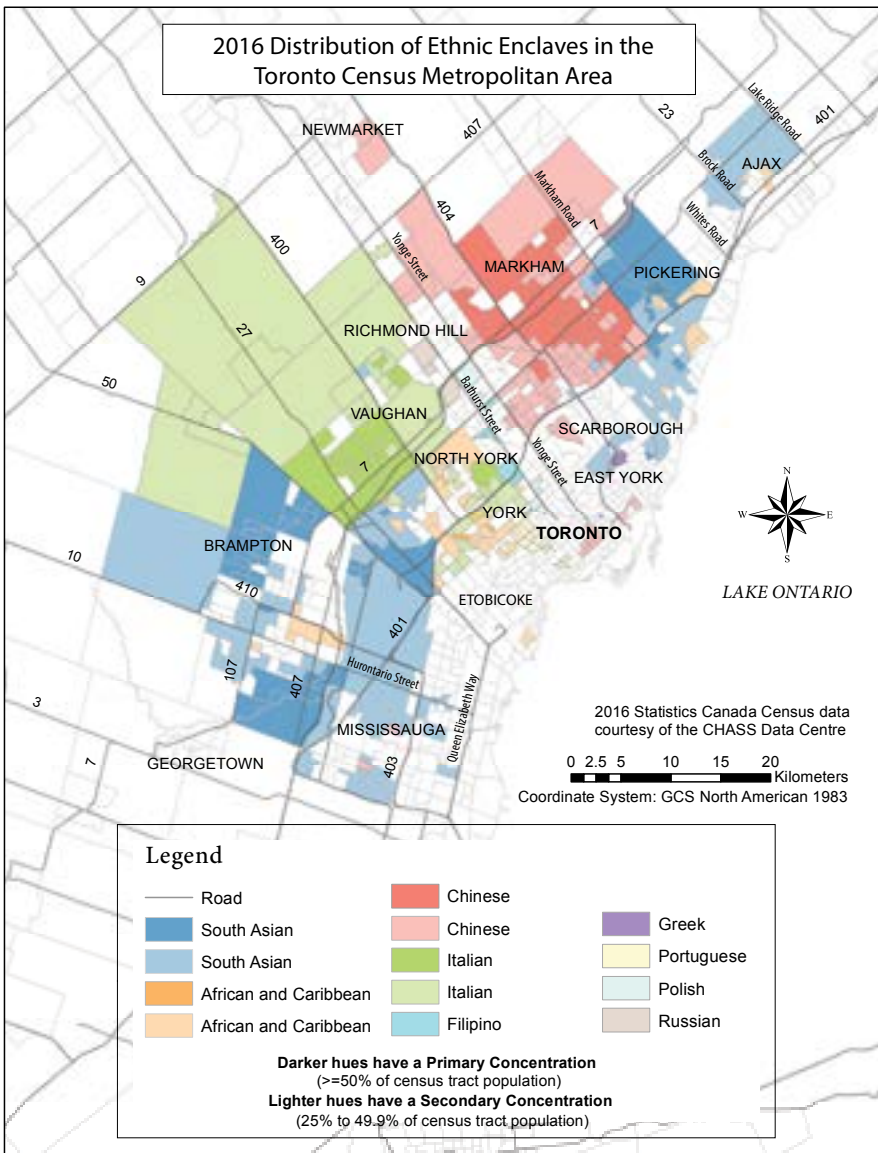 2016 Distribution of Ethnic Enclaves in the
Toronto Census Metropolitan Area
Lake Ridge Road
23
401
407
NEWMARKET
Brock Road
AJAX
Markham Road
404
Whites Road
7
400
Yonge Street
MARKHAM
PICKERING
9
27
RICHMOND HILL
50
Bathurst Street
VAUGHAN
SCARBOROUGH
7
NORTH YORK
Yonge Street
EAST YORK
N
W
E
S
YORK
TORONTO
BRAMPTON
10
410
LAKE ONTARIO
ETOBICOKE
401
Hurontario Street
107
407
Queen Elizabeth Way
3
MISSISSAUGA
2016 Statistics Canada Census data
courtesy of the CHASS Data Centre
7
GEORGETOWN
403
0 2.5 5 10 15 20
Kilometers
Coordinate System: GCS North American 1983
Legend
Road
South Asian
South Asian
African and Caribbean
African and Caribbean
Chinese
Chinese
Italian
Italian
Filipino
Greek
Portuguese
Polish
Russian
Darker hues have a Primary Concentration
(>=50% of census tract population)
Lighter hues have a Secondary Concentration
(25% to 49.9% of census tract population)